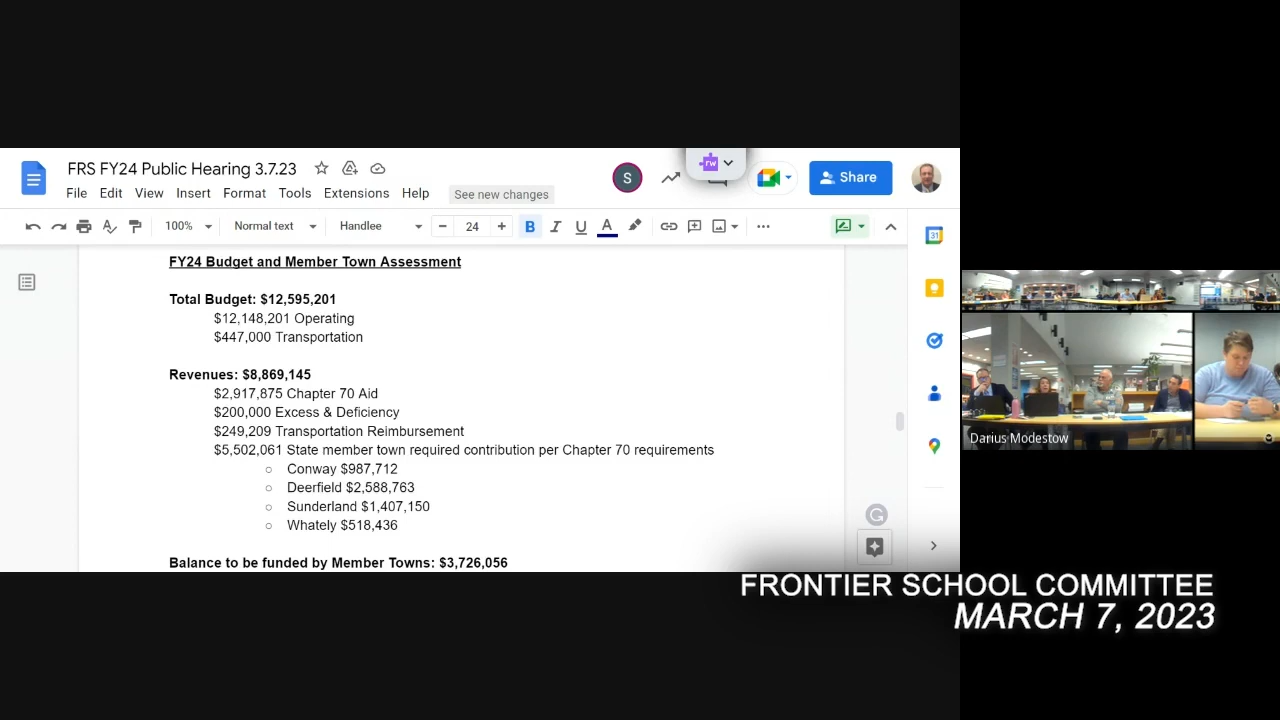 FRS FY24 Public Hearing 3.7.23
File Edit View Insert Format Tools Extensions Help
See new changes
S
rw
Share
100% Normal text Handlee 24 B I U A
31
FY24 Budget and Member Town Assessment
Total Budget: $12,595,201
$12,148,201 Operating
$447,000 Transportation
Revenues: $8,869,145
$2,917,875 Chapter 70 Aid
$200,000 Excess & Deficiency
$249,209 Transportation Reimbursement
$5,502,061 State member town required contribution per Chapter 70 requirements
Conway $987,712
Deerfield $2,588,763
Sunderland $1,407,150
Whately $518,436
Balance to be funded by Member Towns: $3,726,056
G
Darius Modestow
FRONTIER SCHOOL COMMITTEE
MARCH 7, 2023